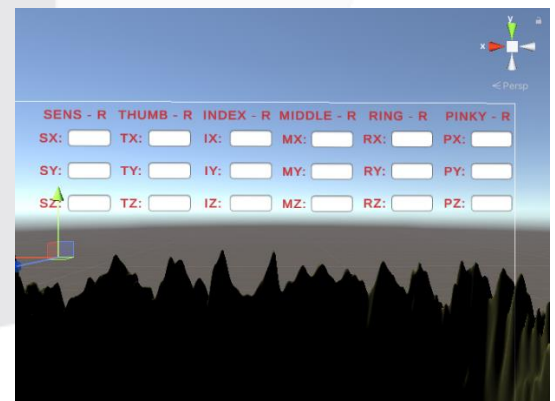 y
x
Persp
SENS - R THUMB - R INDEX - R MIDDLE - R RING - R PINKY - R
SX: TX: IX: MX: RX: PX:
SY: TY: IY: MY: RY: PY:
SZ: TZ: IZ: MZ: RZ: PZ: